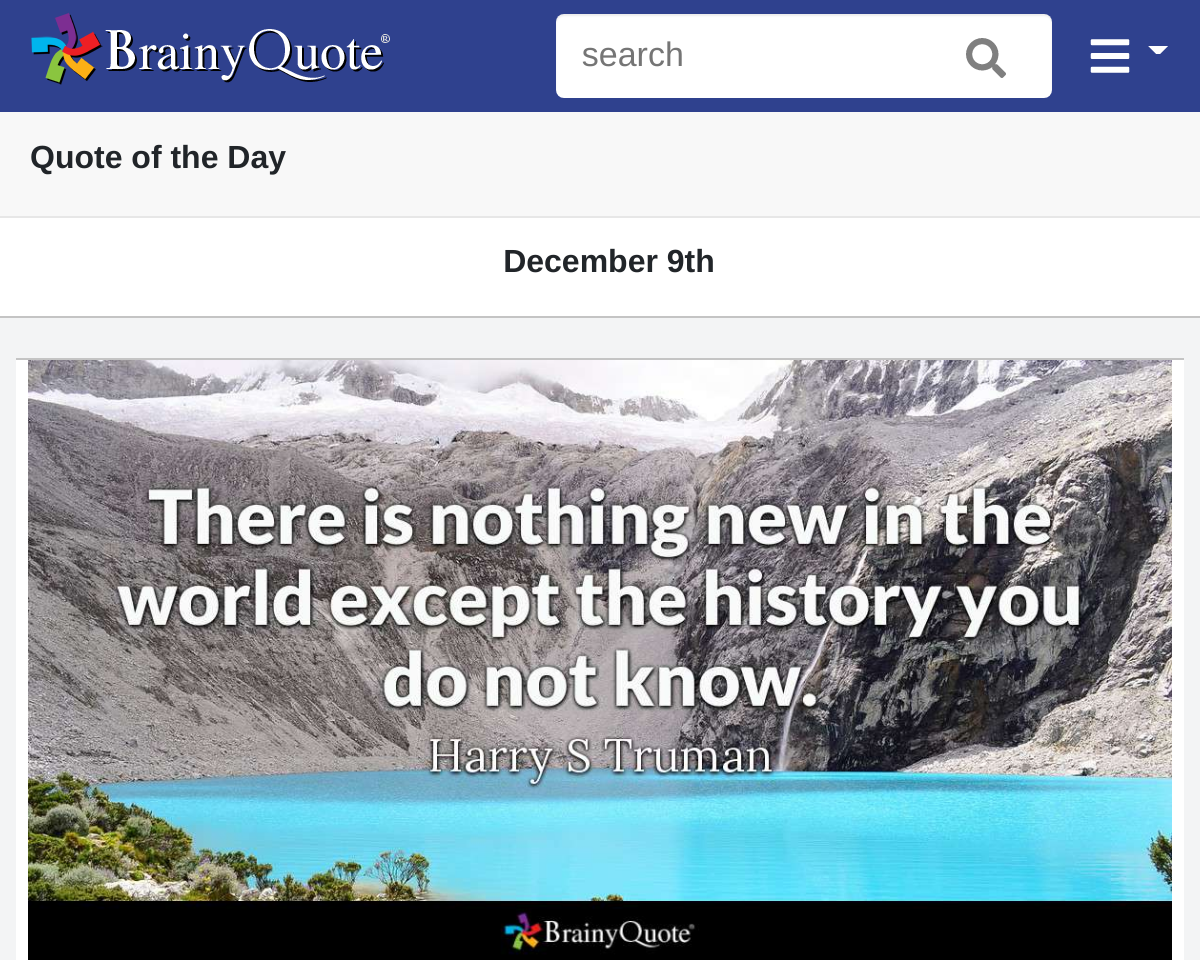 BrainyQuote®
search
Quote of the Day
December 9th
There is nothing new in the
world except the history you
do not know.
Harry S Truman
BrainyQuote®